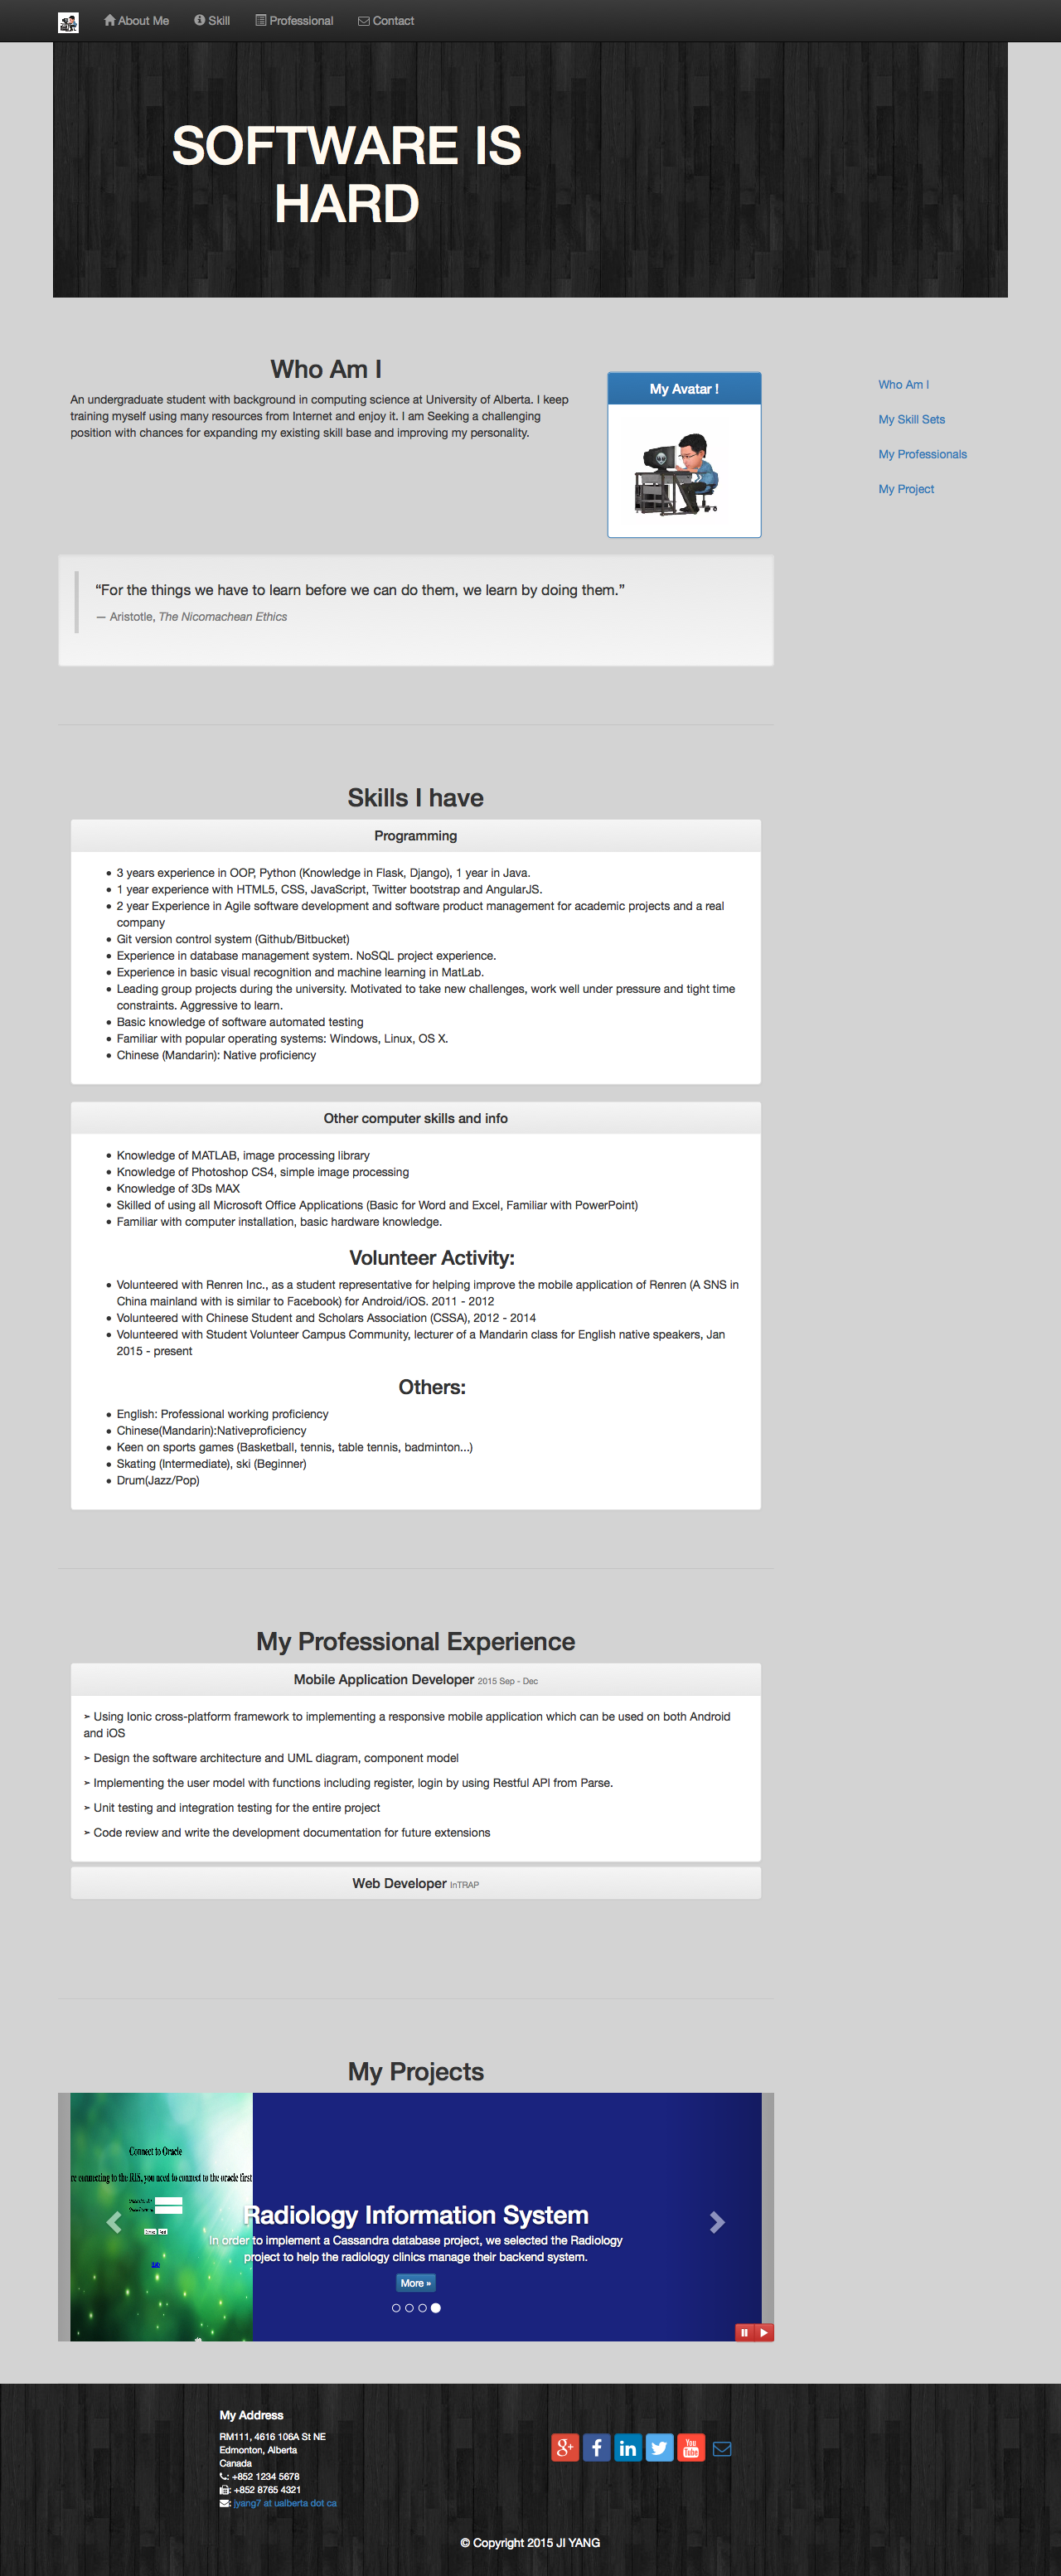 About Me Skill Professional Contact
SOFTWARE IS
HARD
Who Am I
An undergraduate student with background in computing science at University of Alberta. I keep
training myself using many resources from Internet and enjoy it. I am Seeking a challenging
position with chances for expanding my existing skill base and improving my personality.
My Avatar !
Who Am I
My Skill Sets
My Professionals
My Project
“For the things we have to learn before we can do them, we learn by doing them.”
— Aristotle, The Nicomachean Ethics
Skills I have
Programming
• 3 years experience in OOP, Python (Knowledge in Flask, Django), 1 year in Java.
• 1 year experience with HTML5, CSS, JavaScript, Twitter bootstrap and AngularJS.
• 2 year Experience in Agile software development and software product management for academic projects and a real
company
• Git version control system (Github/Bitbucket)
• Experience in database management system. NoSQL project experience.
• Experience in basic visual recognition and machine learning in MatLab.
• Leading group projects during the university. Motivated to take new challenges, work well under pressure and tight time
constraints. Aggressive to learn.
• Basic knowledge of software automated testing
• Familiar with popular operating systems: Windows, Linux, OS X.
• Chinese (Mandarin): Native proficiency
Other computer skills and info
• Knowledge of MATLAB, image processing library
• Knowledge of Photoshop CS4, simple image processing
• Knowledge of 3Ds MAX
• Skilled of using all Microsoft Office Applications (Basic for Word and Excel, Familiar with PowerPoint)
• Familiar with computer installation, basic hardware knowledge.
Volunteer Activity:
• Volunteered with Renren Inc., as a student representative for helping improve the mobile application of Renren (A SNS in
China mainland with is similar to Facebook) for Android/iOS. 2011 - 2012
• Volunteered with Chinese Student and Scholars Association (CSSA), 2012 - 2014
• Volunteered with Student Volunteer Campus Community, lecturer of a Mandarin class for English native speakers, Jan
2015 - present
Others:
• English: Professional working proficiency
• Chinese(Mandarin):Nativeproficiency
• Keen on sports games (Basketball, tennis, table tennis, badminton...)
• Skating (Intermediate), ski (Beginner)
• Drum(Jazz/Pop)
My Professional Experience
Mobile Application Developer 2015 Sep - Dec
➢ Using Ionic cross-platform framework to implementing a responsive mobile application which can be used on both Android
and iOS
➢ Design the software architecture and UML diagram, component model
➢ Implementing the user model with functions including register, login by using Restful API from Parse.
➢ Unit testing and integration testing for the entire project
➢ Code review and write the development documentation for future extensions
Web Developer InTRAP
My Projects
Connect to Oracle
re connecting to the RIS, you need to connect to the oracle first
Radiology Information System
In order to implement a Cassandra database project, we selected the Radiology
project to help the radiology clinics manage their backend system.
More »
My Address
RM111, 4616 106A St NE
Edmonton, Alberta
Canada
: +852 1234 5678
: +852 8765 4321
: jyang7 at ualberta dot ca
g+ f in You Tube
© Copyright 2015 JI YANG